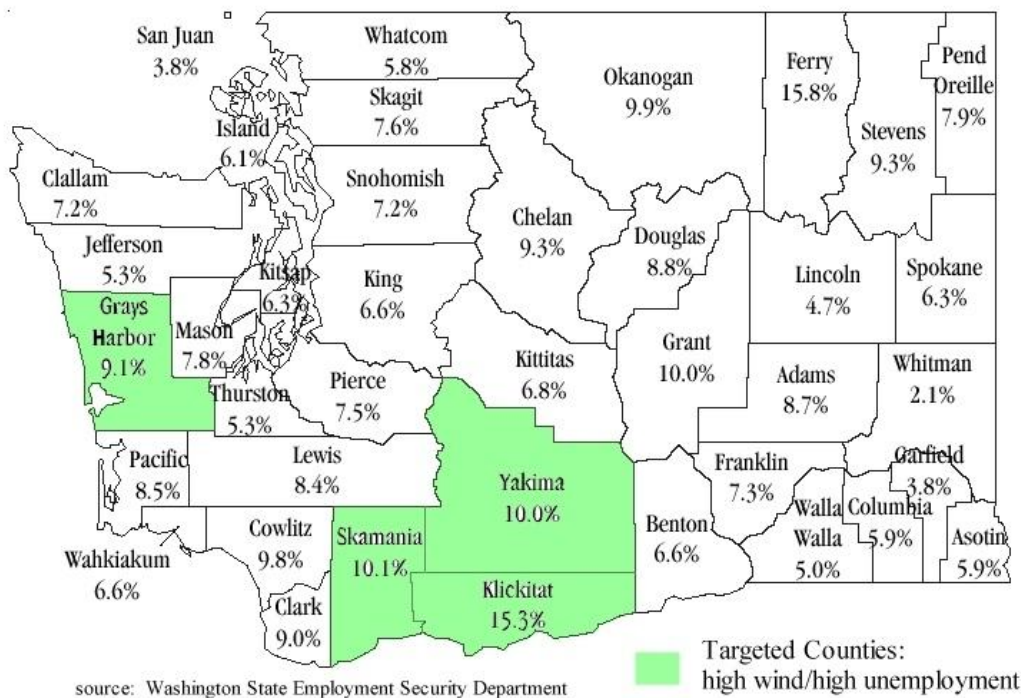 San Juan
3.8%
Whatcom
5.8%
Skagit
7.6%
Island
6.1%
Okanogan
9.9%
Ferry
15.8%
Pend
Oreille
7.9%
Stevens
9.3%
Clallam
7.2%
Snohomish
7.2%
Chelan
9.3%
Douglas
8.8%
Jefferson
5.3%
Kitsap
6.3%
King
6.6%
Lincoln
4.7%
Spokane
6.3%
Grays
Harbor
9.1%
Mason
7.8%
Kittitas
6.8%
Grant
10.0%
Adams
8.7%
Whitman
2.1%
Thurston
5.3%
Pierce
7.5%
Pacific
8.5%
Lewis
8.4%
Yakima
10.0%
Franklin
7.3%
Garfield
3.8%
Wahkiakum
6.6%
Cowlitz
9.8%
Skamania
10.1%
Benton
6.6%
Walla
Walla
5.0%
Columbia
5.9%
Asotin
5.9%
Clark
9.0%
Klickitat
15.3%
Targeted Counties:
high wind/high unemployment
source: Washington State Employment Security Department